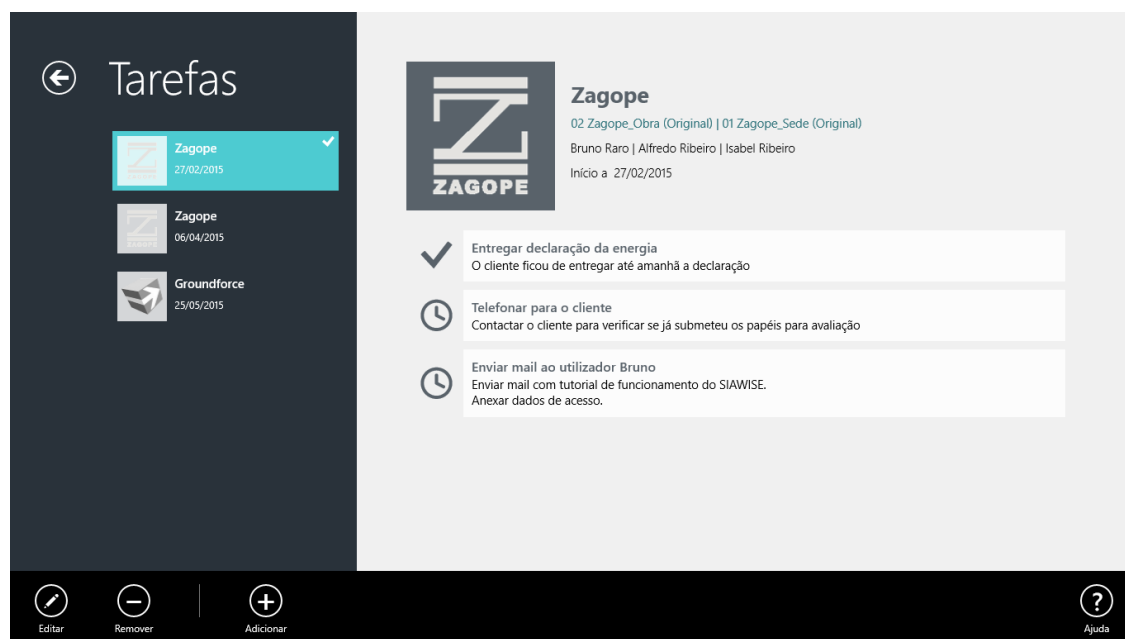 Tarefas
Zagope
27/02/2015
Zagope
06/04/2015
Groundforce
25/05/2015
ZAGOPE
Zagope
02 Zagope_Obra (Original) | 01 Zagope_Sede (Original)
Bruno Raro | Alfredo Ribeiro | Isabel Ribeiro
Início a 27/02/2015
Entregar declaração da energia
O cliente ficou de entregar até amanhã a declaração
Telefonar para o cliente
Contactar o cliente para verificar se já submeteu os papéis para avaliação
Enviar mail ao utilizador Bruno
Enviar mail com tutorial de funcionamento do SIAWISE.
Anexar dados de acesso.
Editar
Remover
Adicionar
?
Ajuda